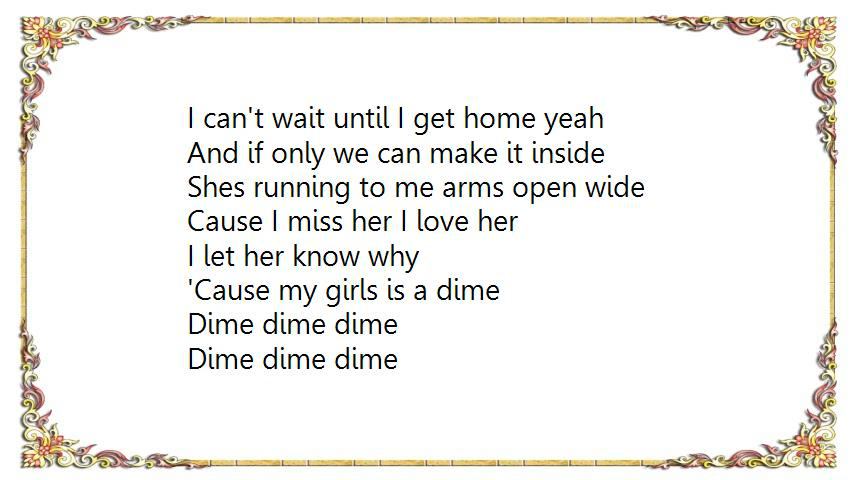 I can't wait until I get home yeah
And if only we can make it inside
Shes running to me arms open wide
Cause I miss her I love her
I let her know why
'Cause my girls is a dime
Dime dime dime
Dime dime dime